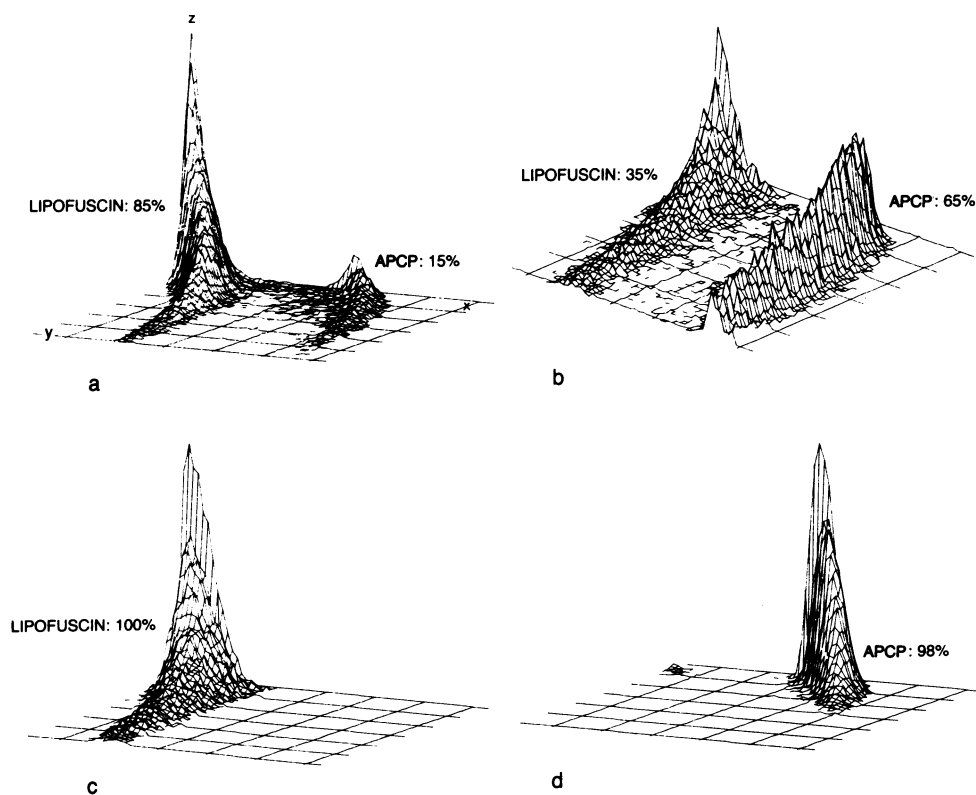 z
LIPOFUSCIN: 85%
APCP: 15%
x
y
a
LIPOFUSCIN: 35%
APCP: 65%
b
LIPOFUSCIN: 100%
c
APCP: 98%
d